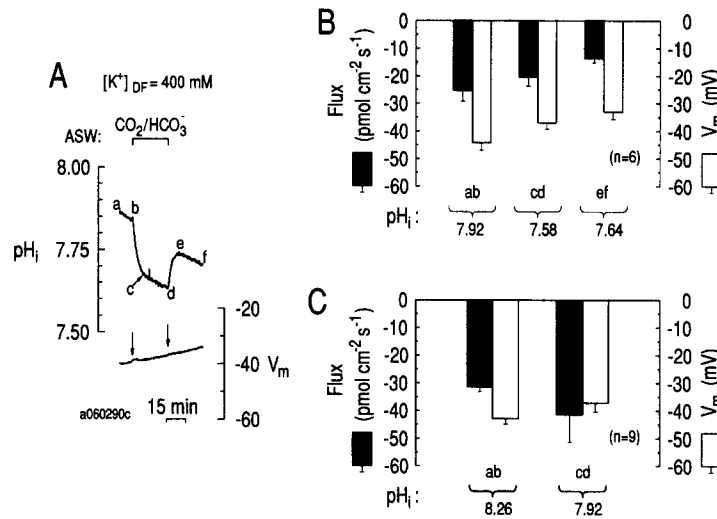 A
[K+] DF = 400 mM
ASW: CO2/HCO3-
8.00
7.75
7.50
pHi
a b
c
d
e
f
-20
-40
-60
Vm
a060290c
15 min
B
Flux
(pmol cm-2 s-1)
0
-10
-20
-30
-40
-50
-60
0
-10
-20
-30
-40
-50
-60
Vm
(mV)
(n=6)
ab cd ef
pHi : 7.92 7.58 7.64
C
Flux
(pmol cm-2 s-1)
0
-10
-20
-30
-40
-50
-60
0
-10
-20
-30
-40
-50
-60
Vm
(mV)
(n=9)
ab cd
pHi : 8.26 7.92